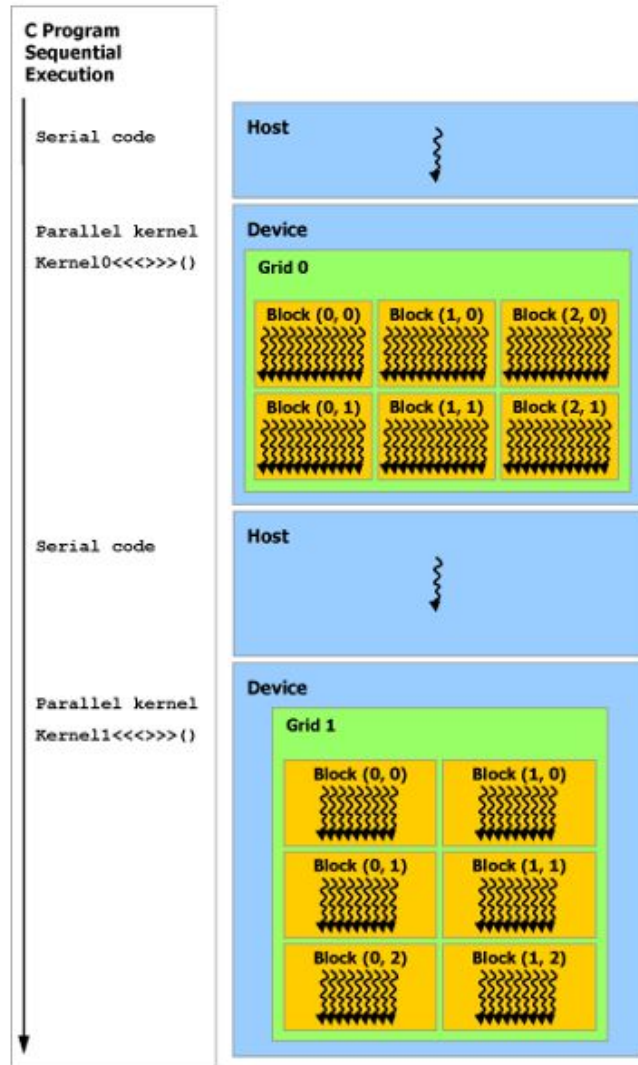 C Program
Sequential
Execution
Serial code
Host
Parallel kernel
Kernel0<<<>>>()
Device
Grid 0
Block (0, 0) Block (1, 0) Block (2, 0)
Block (0, 1) Block (1, 1) Block (2, 1)
Serial code
Host
Parallel kernel
Kernel1<<<>>>()
Device
Grid 1
Block (0, 0) Block (1, 0)
Block (0, 1) Block (1, 1)
Block (0, 2) Block (1, 2)